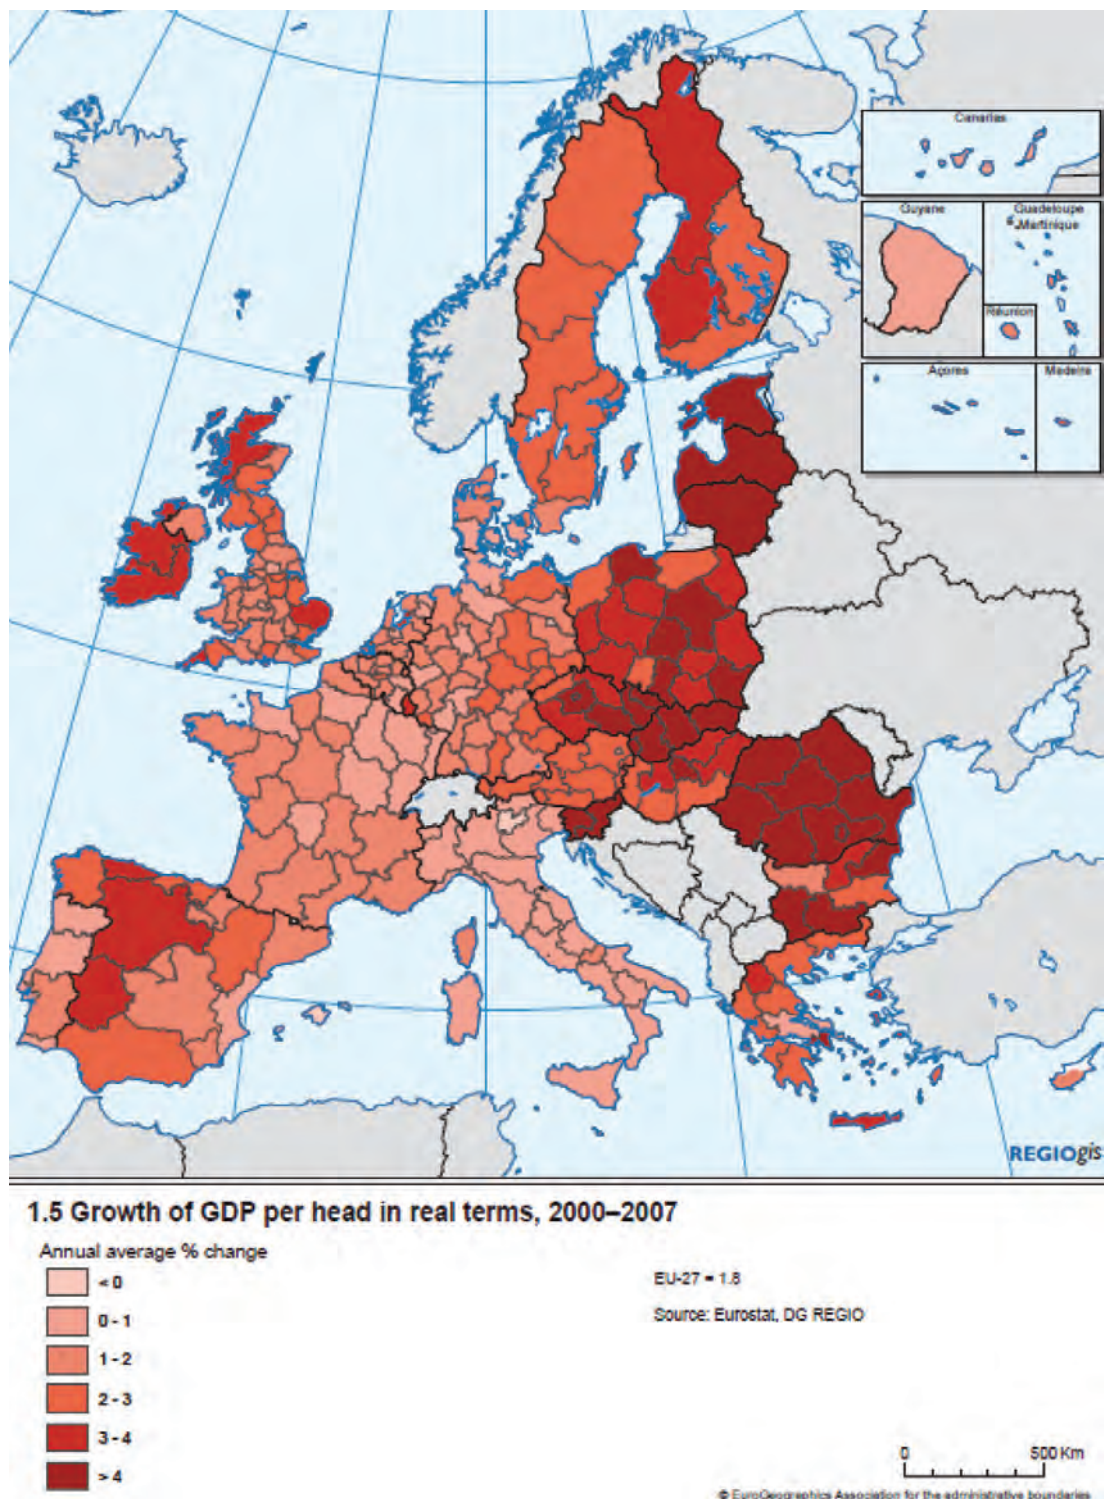 Canarias
Guyane
Guadeloupe
Martinique
Réunion
Açores
Madeira
REGIOgis
1.5 Growth of GDP per head in real terms, 2000–2007
Annual average % change
< 0
0 - 1
1 - 2
2 - 3
3 - 4
> 4
EU-27 = 1.8
Source: Eurostat, DG REGIO
0 500 Km
© EuroGeographics Association for the administrative boundaries